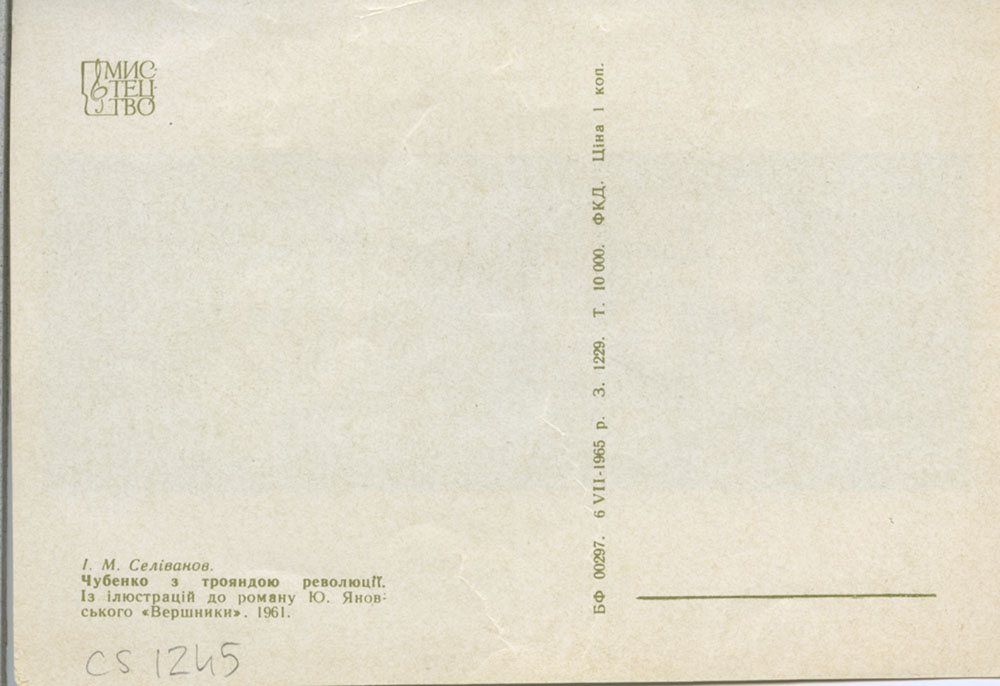 МИС-
ТЕЦ-
ТВО
І. М. Селіванов.
Чубенко з трояндою революції.
Із ілюстрацій до роману Ю. Янов-
ського «Вершники». 1961.
БФ 00297. 6 VII-1965 р. З. 1229. Т. 10 000. ФКД. Ціна 1 коп.
CS 1245